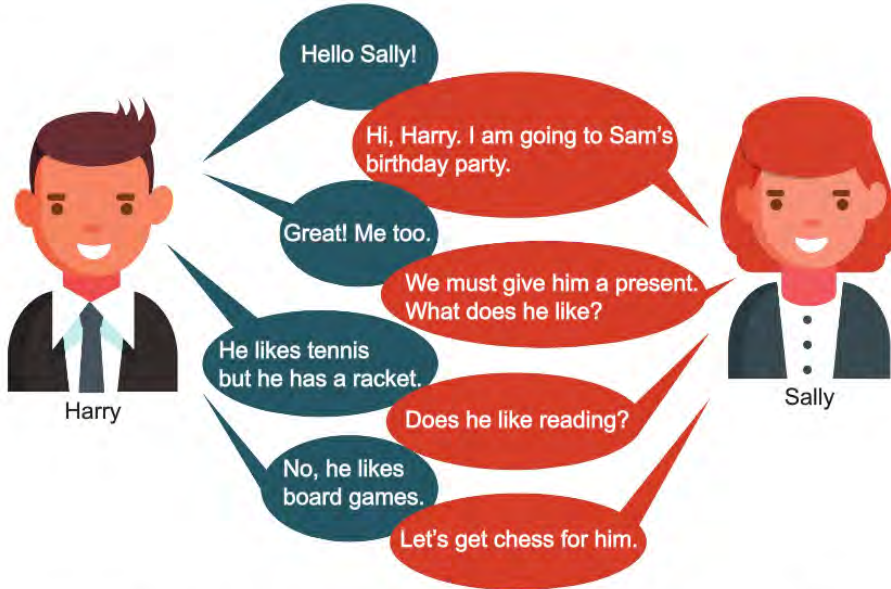 Hello Sally!
Hi, Harry. I am going to Sam's
birthday party.
Great! Me too.
We must give him a present.
What does he like?
He likes tennis
but he has a racket.
Does he like reading?
No, he likes
board games.
Let's get chess for him.
Harry
Sally